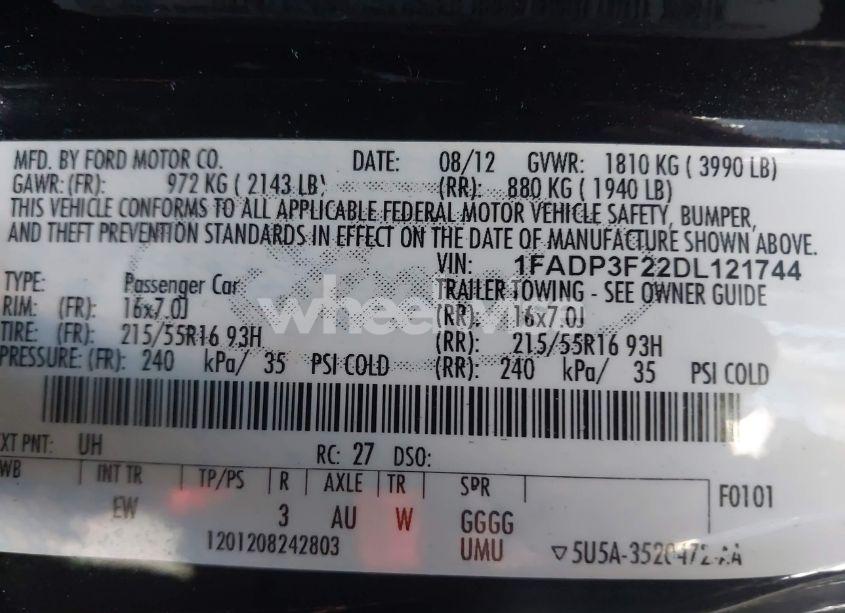 MFD. BY FORD MOTOR CO. DATE: 08/12 GVWR: 1810 KG ( 3990 LB)
GAWR: (FR): 972 KG ( 2143 LB) (RR): 880 KG ( 1940 LB)
THIS VEHICLE CONFORMS TO ALL APPLICABLE FEDERAL MOTOR VEHICLE SAFETY, BUMPER,
AND THEFT PREVENTION STANDARDS IN EFFECT ON THE DATE OF MANUFACTURE SHOWN ABOVE.
VIN: 1FADP3F22DL121744
TYPE: Passenger Car TRAILER TOWING - SEE OWNER GUIDE
RIM: (FR): 16x7.0J (RR): 16x7.0J
TIRE: (FR): 215/55R16 93H (RR): 215/55R16 93H
PRESSURE: (FR): 240 kPa/ 35 PSI COLD (RR): 240 kPa/ 35 PSI COLD
EXT PNT: UH RC: 27 DSO:
WB INT TR TP/PS R AXLE TR SPR F0101
EW 3 AU W GGGG
1201208242803 UMU ▽5U5A-3520472-AA